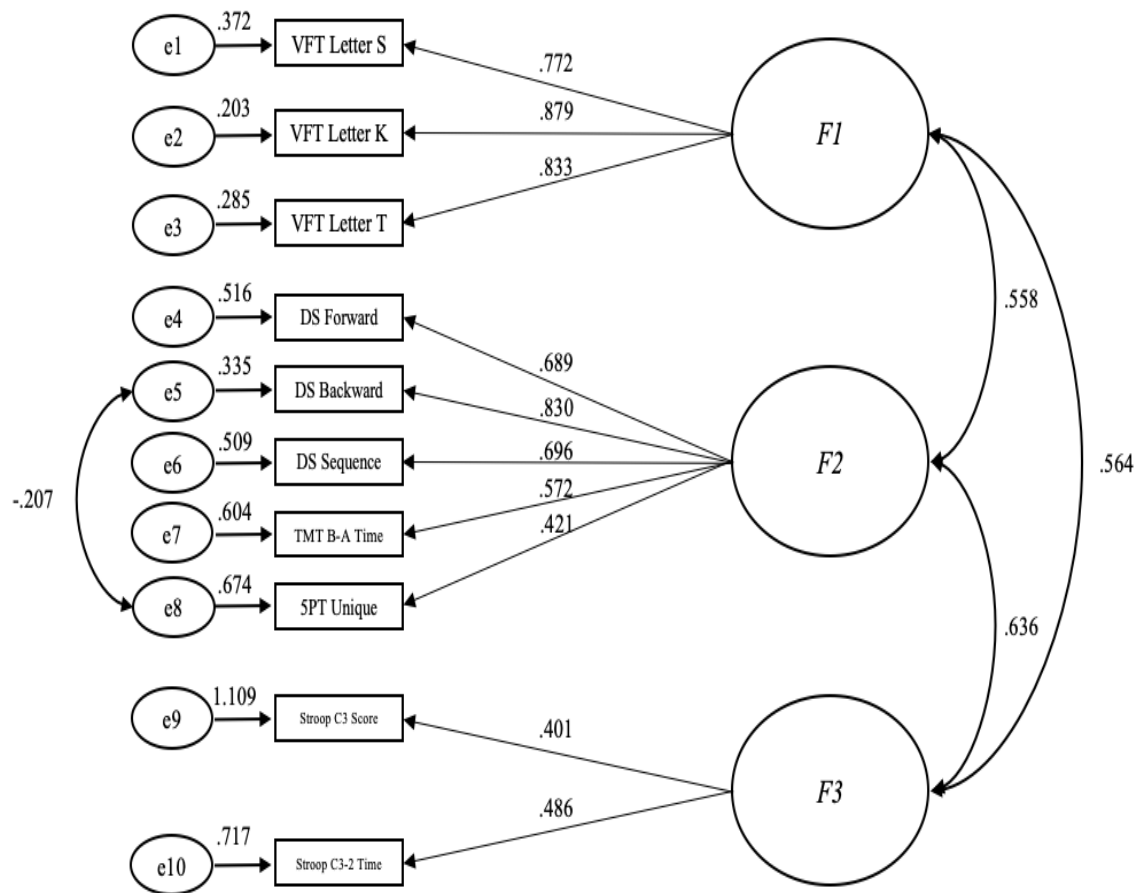 .372
e1
VFT Letter S
.772
.203
e2
VFT Letter K
.879
F1
.285
e3
VFT Letter T
.833
.516
e4
DS Forward
.689
.558
.335
e5
DS Backward
.830
.509
e6
DS Sequence
.696
F2
.564
-.207
.604
e7
TMT B-A Time
.572
.674
e8
5PT Unique
.421
.636
1.109
e9
Stroop C3 Score
.401
F3
.717
e10
Stroop C3-2 Time
.486